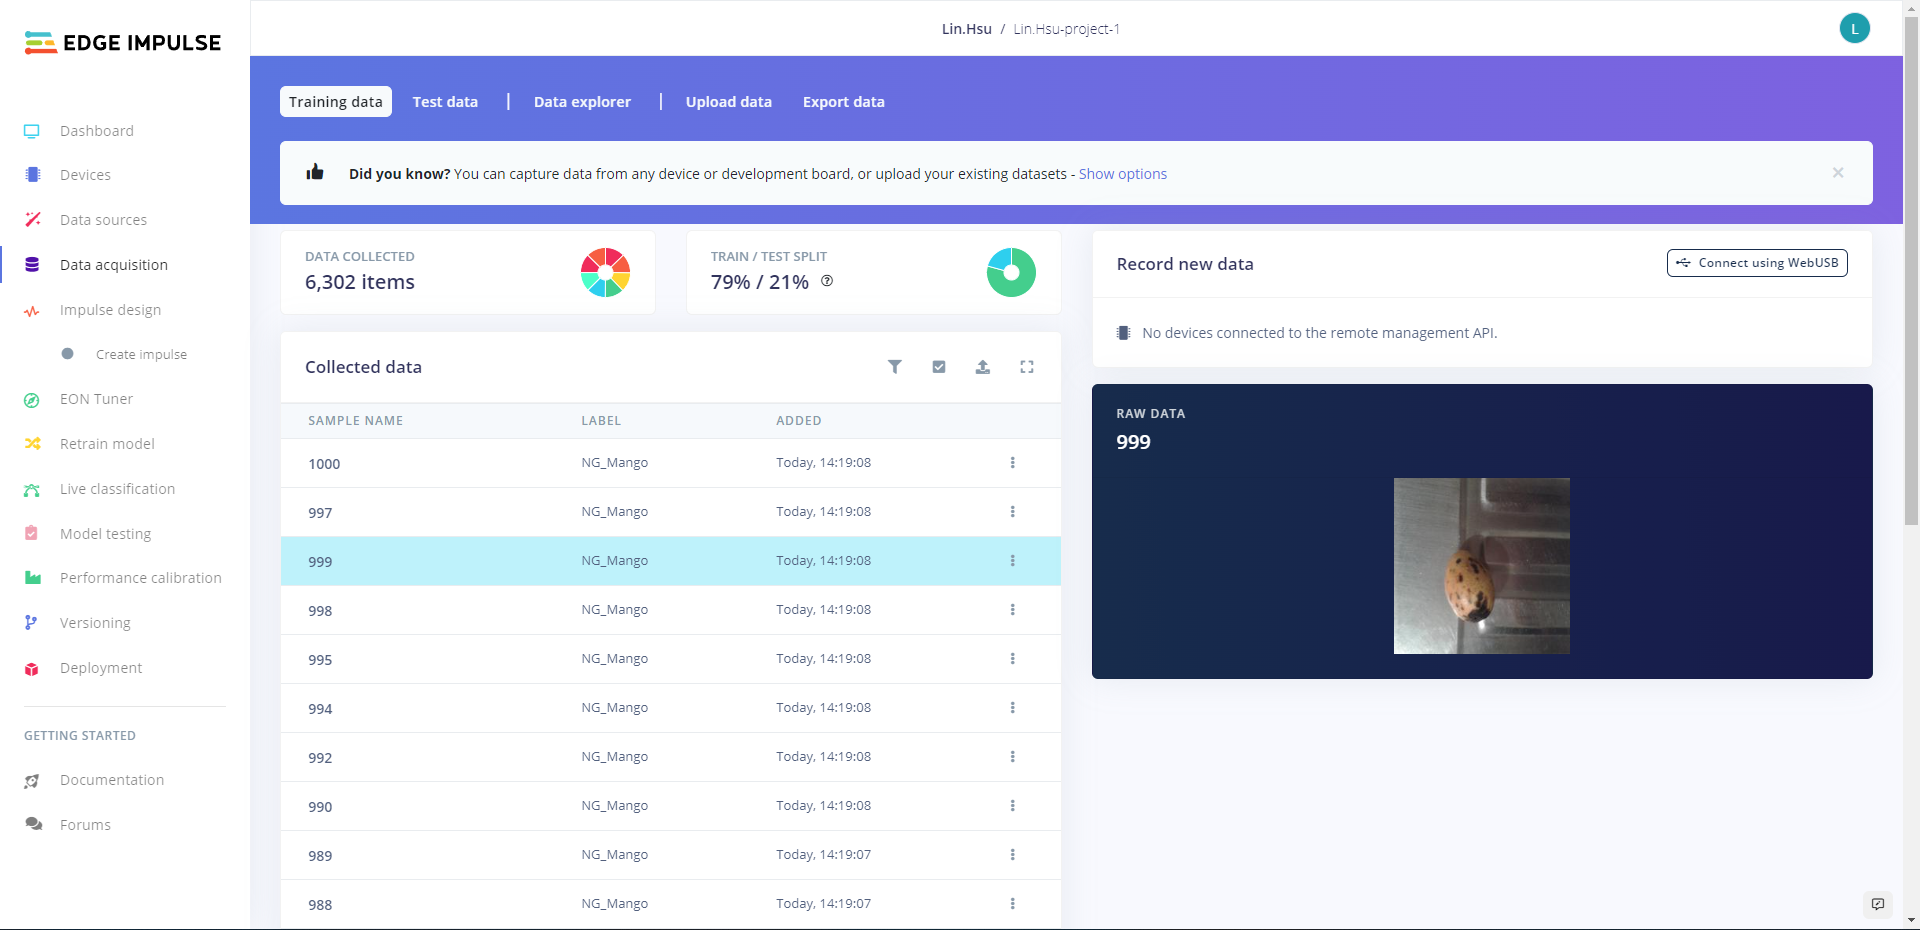 EDGE IMPULSE
Lin.Hsu / Lin.Hsu-project-1
L
Dashboard
Devices
Data sources
Data acquisition
Impulse design
Create impulse
EON Tuner
Retrain model
Live classification
Model testing
Performance calibration
Versioning
Deployment
GETTING STARTED
Documentation
Forums
Training data Test data | Data explorer | Upload data Export data
Did you know? You can capture data from any device or development board, or upload your existing datasets - Show options
DATA COLLECTED
6,302 items
TRAIN / TEST SPLIT
79% / 21%
Collected data
SAMPLE NAME LABEL ADDED
1000 NG_Mango Today, 14:19:08
997 NG_Mango Today, 14:19:08
999 NG_Mango Today, 14:19:08
998 NG_Mango Today, 14:19:08
995 NG_Mango Today, 14:19:08
994 NG_Mango Today, 14:19:08
992 NG_Mango Today, 14:19:08
990 NG_Mango Today, 14:19:08
989 NG_Mango Today, 14:19:07
988 NG_Mango Today, 14:19:07
Record new data
Connect using WebUSB
No devices connected to the remote management API.
RAW DATA
999